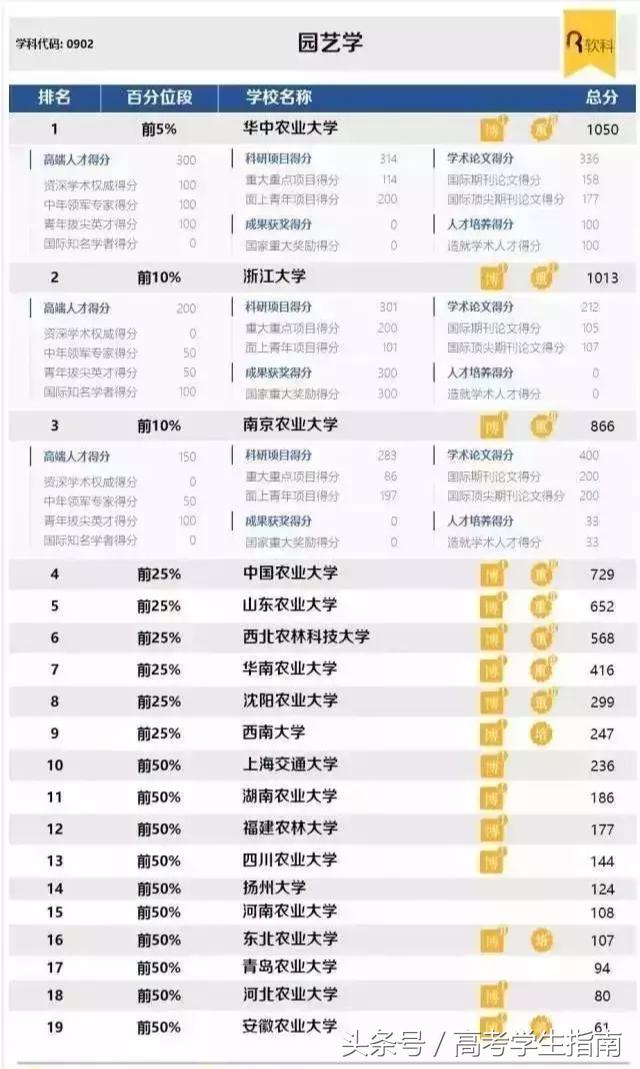 学科代码: 0902 园艺学 软科
排名 百分位段 学校名称 总分
1 前5% 华中农业大学 博 重 1050
高端人才得分 300 科研项目得分 314 学术论文得分 336
资深学术权威得分 100 重大重点项目得分 114 国际期刊论文得分 158
中年领军专家得分 100 面上青年项目得分 200 国际顶尖期刊论文得分 177
青年拔尖英才得分 100 成果获奖得分 0 人才培养得分 100
国际知名学者得分 0 国家重大奖励得分 0 造就学术人才得分 100
2 前10% 浙江大学 博 重 1013
高端人才得分 200 科研项目得分 301 学术论文得分 212
资深学术权威得分 0 重大重点项目得分 200 国际期刊论文得分 105
中年领军专家得分 50 面上青年项目得分 101 国际顶尖期刊论文得分 107
青年拔尖英才得分 50 成果获奖得分 300 人才培养得分 0
国际知名学者得分 100 国家重大奖励得分 300 造就学术人才得分 0
3 前10% 南京农业大学 博 重 866
高端人才得分 150 科研项目得分 283 学术论文得分 400
资深学术权威得分 0 重大重点项目得分 86 国际期刊论文得分 200
中年领军专家得分 50 面上青年项目得分 197 国际顶尖期刊论文得分 200
青年拔尖英才得分 100 成果获奖得分 0 人才培养得分 33
国际知名学者得分 0 国家重大奖励得分 0 造就学术人才得分 33
4 前25% 中国农业大学 博 重 729
5 前25% 山东农业大学 博 重 652
6 前25% 西北农林科技大学 博 重 568
7 前25% 华南农业大学 博 重 416
8 前25% 沈阳农业大学 博 重 299
9 前25% 西南大学 博 培 247
10 前50% 上海交通大学 博 236
11 前50% 湖南农业大学 博 186
12 前50% 福建农林大学 博 177
13 前50% 四川农业大学 博 144
14 前50% 扬州大学 124
15 前50% 河南农业大学 108
16 前50% 东北农业大学 博 培 107
17 前50% 青岛农业大学 94
18 前50% 河北农业大学 博 80
19 前50% 安徽农业大学 博 61
头条号 / 高考学生指南